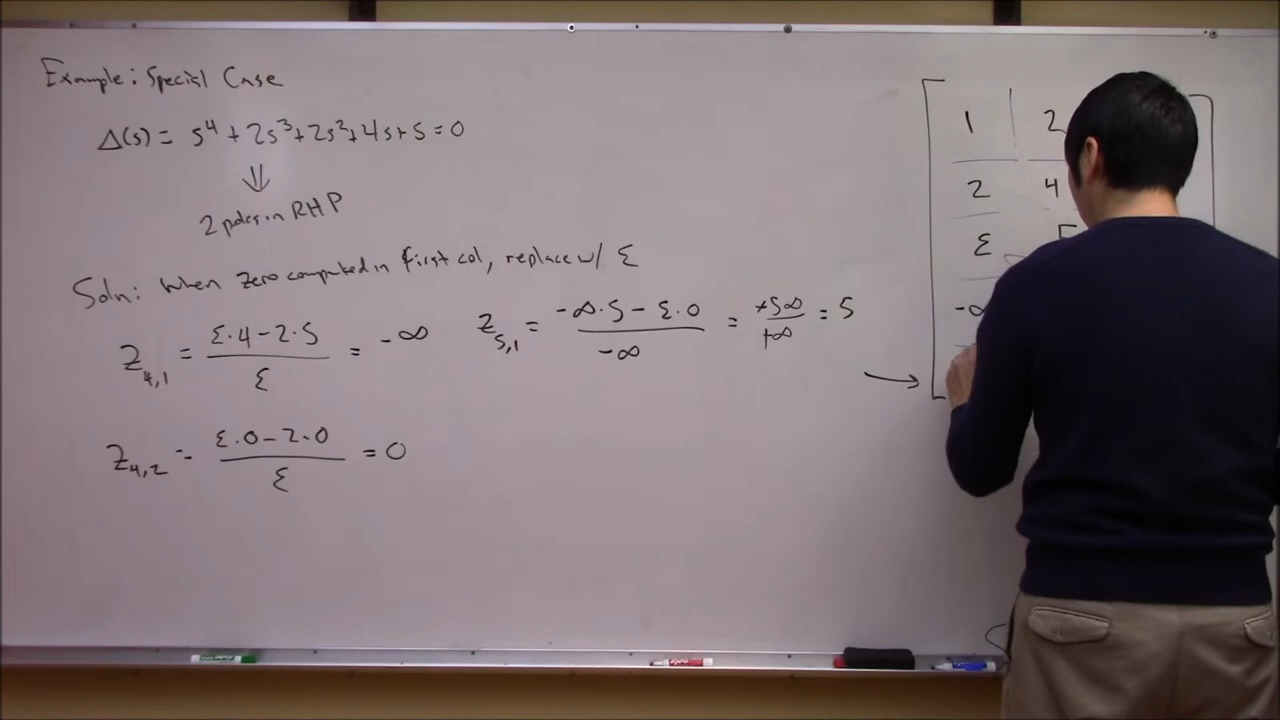 Example: Special Case
Δ(s) = s⁴ + 2s³ + 2s² + 4s + 5 = 0
⇓
2 poles in RHP
Soln: When zero computed in first col, replace w/ ε
Z₄,₁ = (ε·4 − 2·5)/ε = −∞
Z₅,₁ = (−∞·5 − ε·0)/−∞ = +5∞/+∞ = 5
Z₄,₂ = (ε·0 − 2·0)/ε = 0
→
1 2
2 4
ε 5
−∞